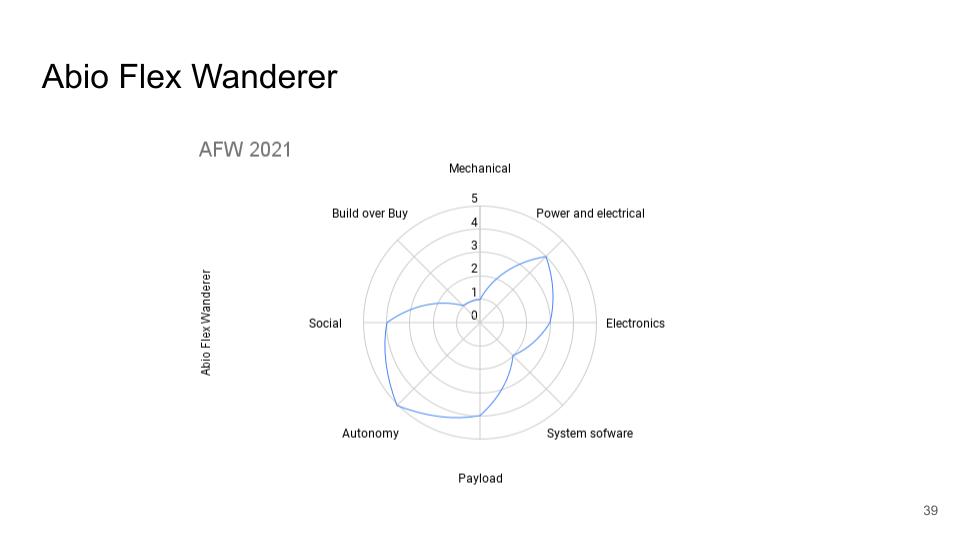 Abio Flex Wanderer
AFW 2021
Mechanical
5
Build over Buy
Power and electrical
4
3
2
1
0
Abio Flex Wanderer
Social
Electronics
Autonomy
System sofware
Payload
39